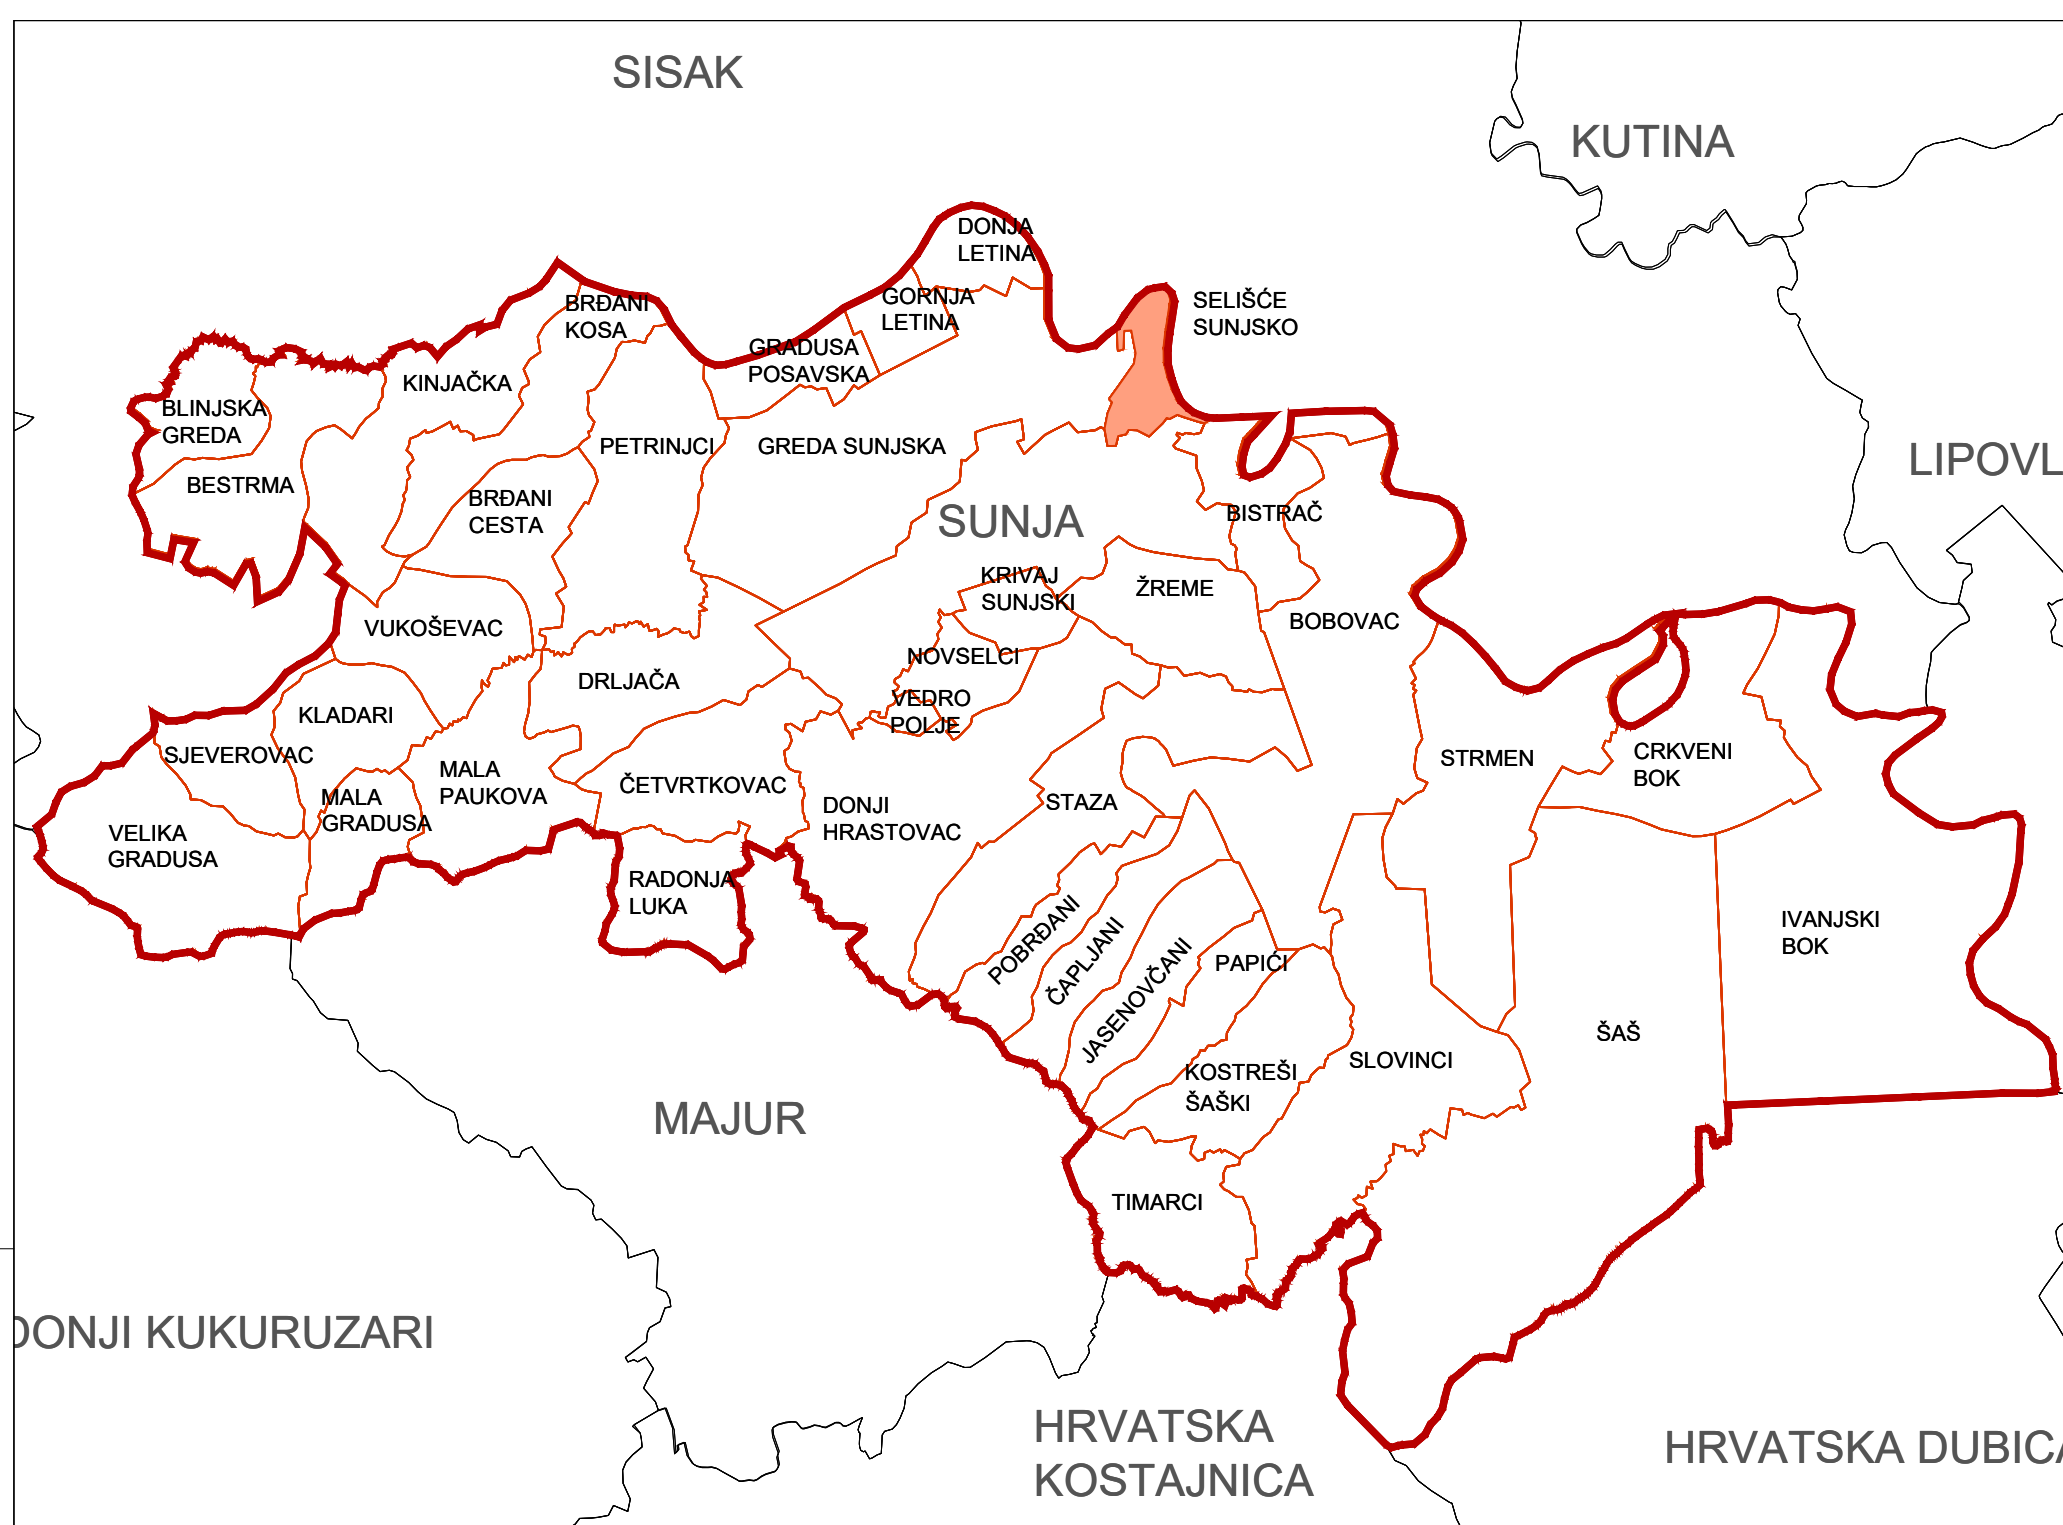 SISAK
KUTINA
DONJA
LETINA
BRĐANI
KOSA
GORNJA
LETINA
SELIŠĆE
SUNJSKO
GRADUSA
POSAVSKA
KINJAČKA
BLINJSKA
GREDA
PETRINJCI
GREDA SUNJSKA
LIPOVL
BESTRMA
BRĐANI
CESTA
SUNJA
BISTRAČ
KRIVAJ
SUNJSKI
ŽREME
VUKOŠEVAC
BOBOVAC
NOVSELCI
DRLJAČA
VEDRO
POLJE
KLADARI
SJEVEROVAC
MALA
PAUKOVA
ČETVRTKOVAC
STRMEN
CRKVENI
BOK
MALA
GRADUSA
DONJI
HRASTOVAC
STAZA
VELIKA
GRADUSA
RADONJA
LUKA
POBRĐANI
ČAPLJANI
JASENOVČANI
PAPIĆI
IVANJSKI
BOK
ŠAŠ
SLOVINCI
KOSTREŠI
ŠAŠKI
MAJUR
TIMARCI
DONJI KUKURUZARI
HRVATSKA
KOSTAJNICA
HRVATSKA DUBICA